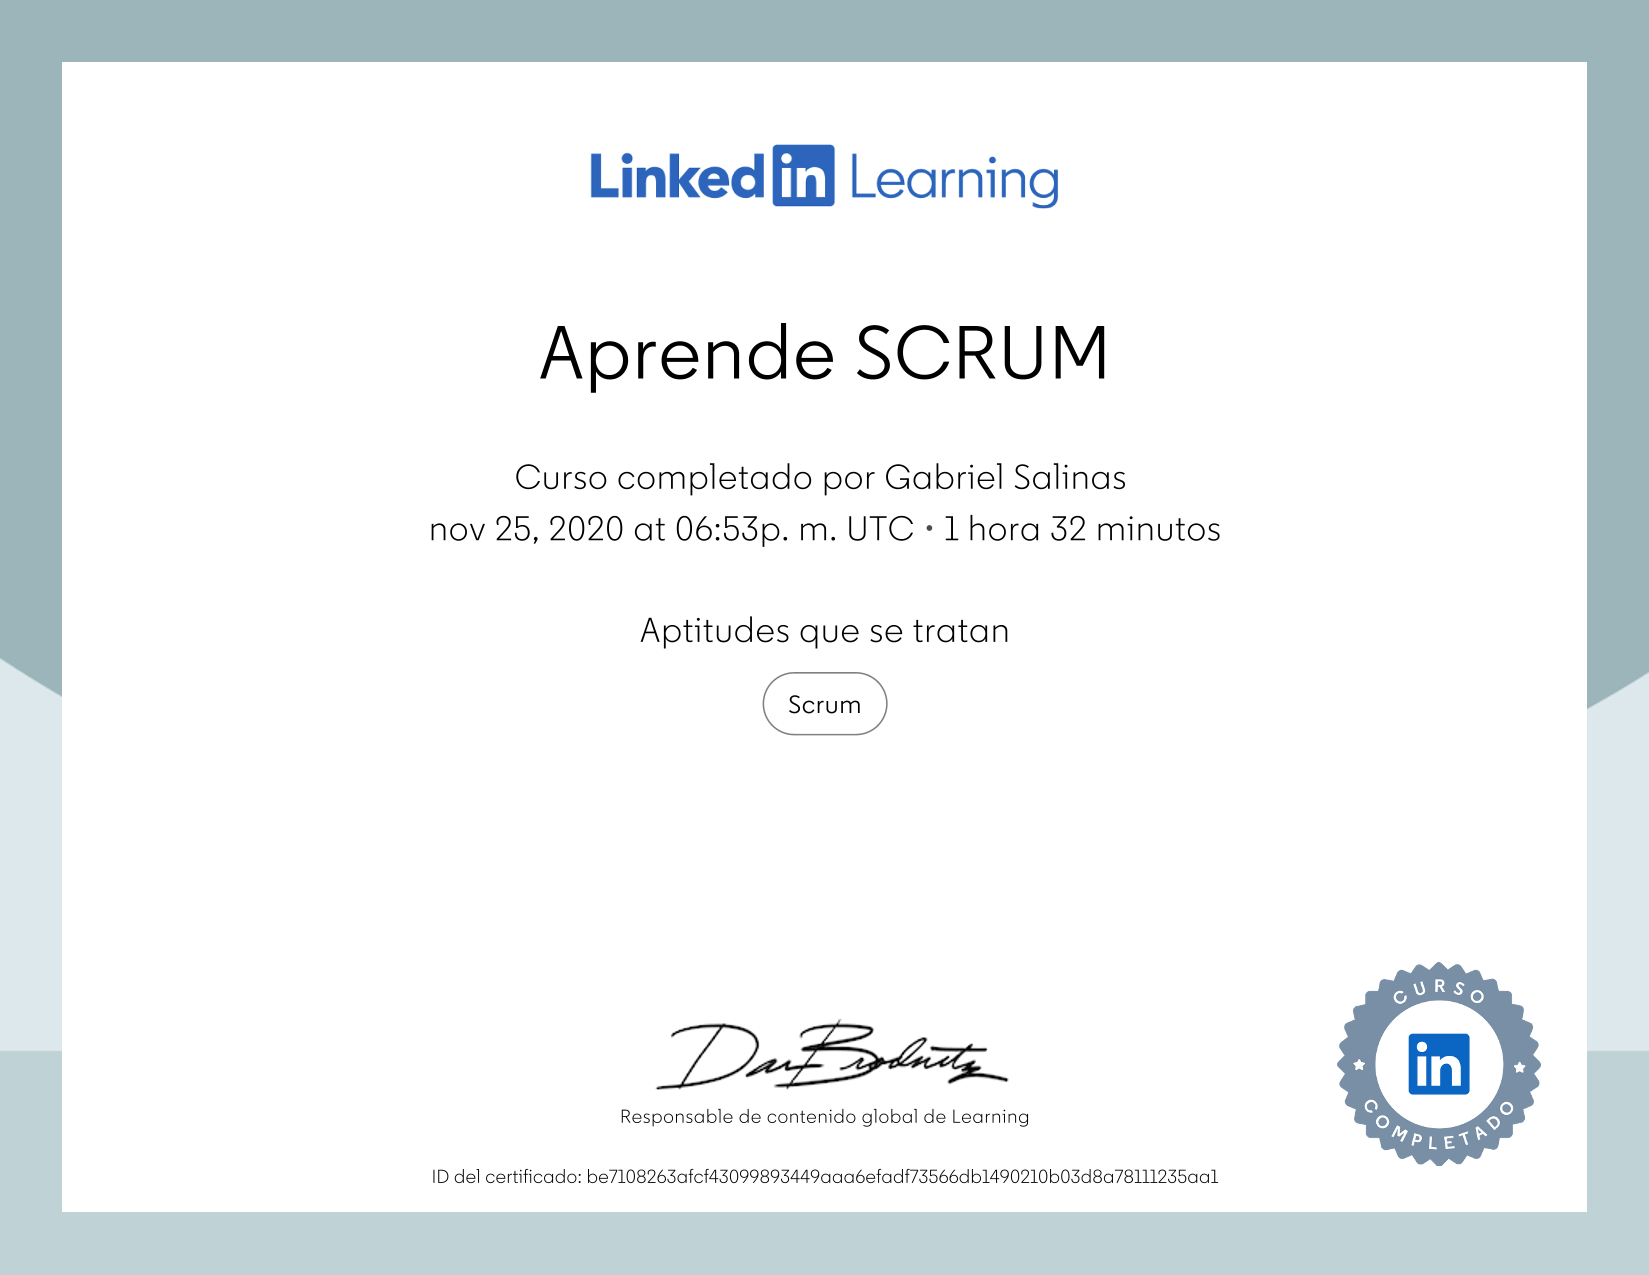 Linked in Learning
Aprende SCRUM
Curso completado por Gabriel Salinas
nov 25, 2020 at 06:53p. m. UTC • 1 hora 32 minutos
Aptitudes que se tratan
Scrum
Dan Brodnitz
Responsable de contenido global de Learning
ID del certificado: be7108263afcf43099893449aaa6efadf73566db1490210b03d8a78111235aa1
CURSO
in
COMPLETADO